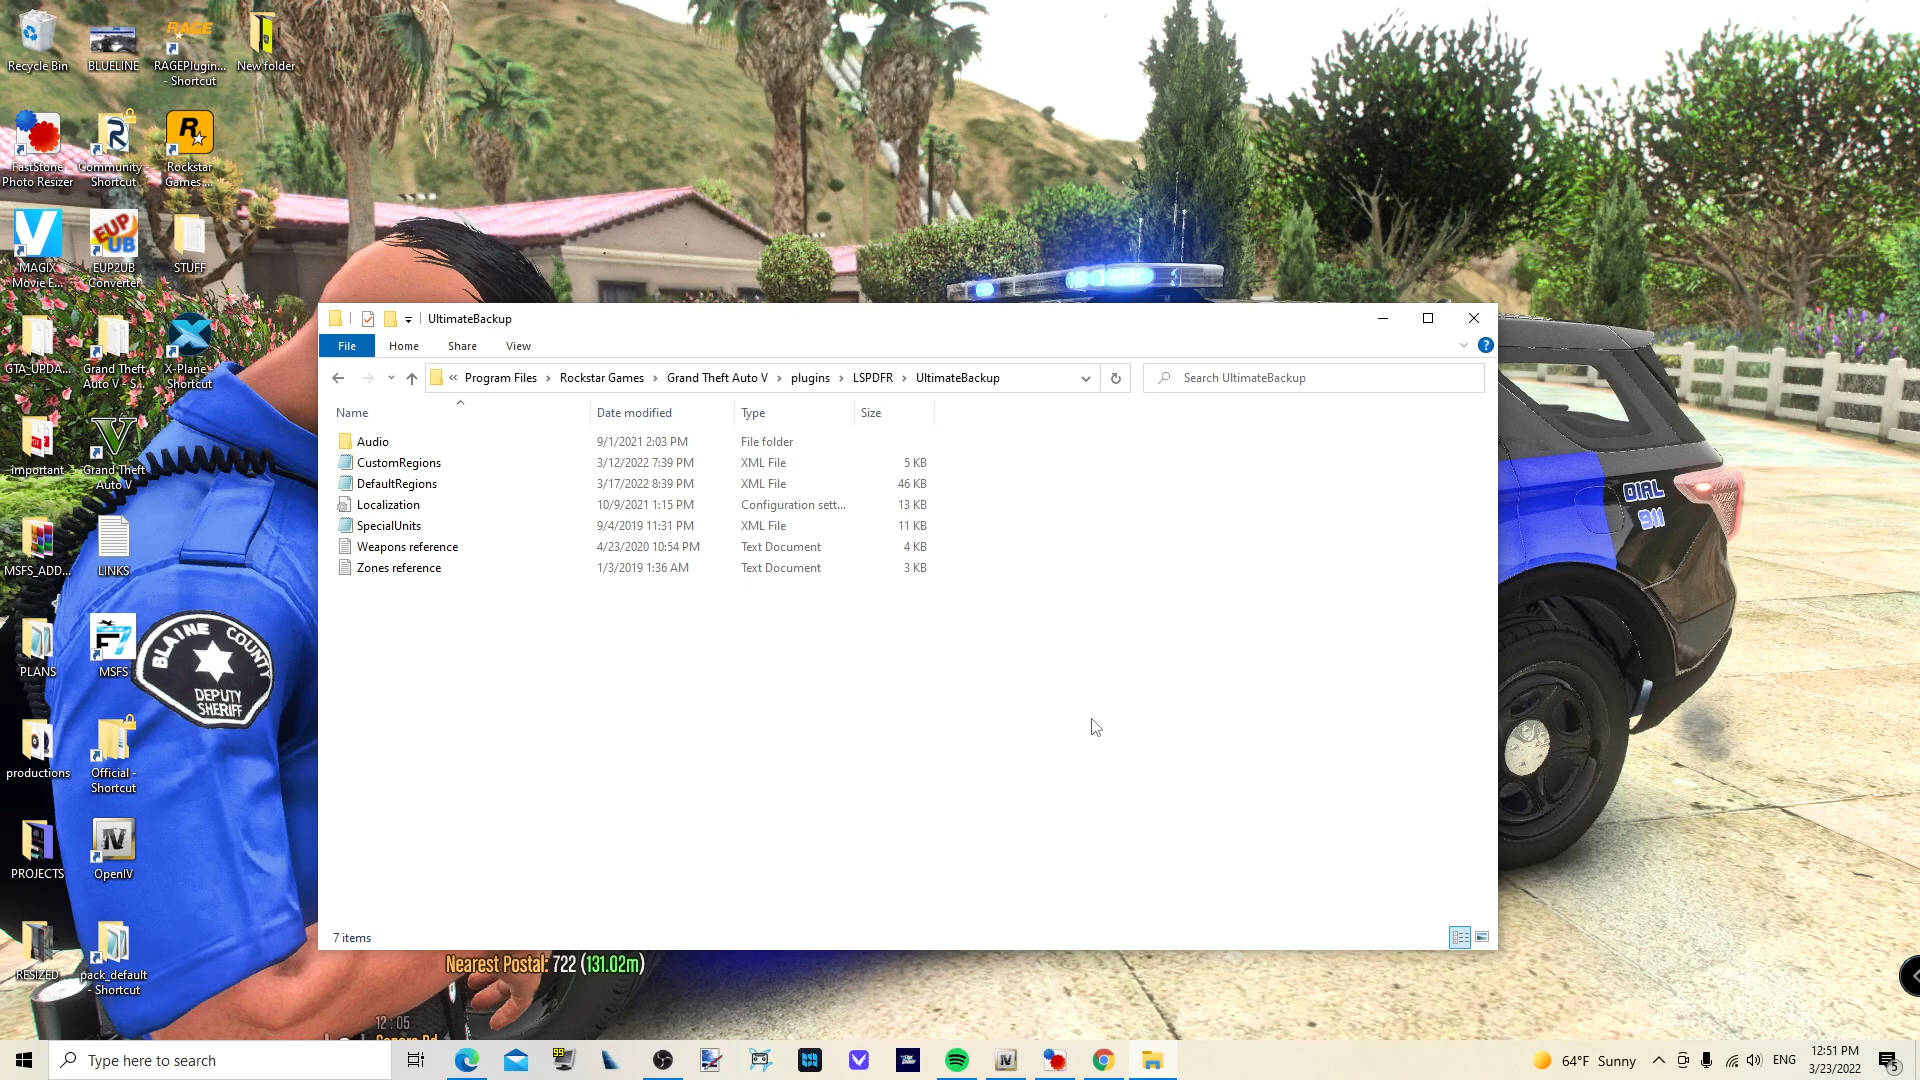 Recycle Bin
BLUELINE
RAGEPlugin...
- Shortcut
New folder
FastStone
Photo Resizer
Community -
Shortcut
Rockstar
Games ...
MAGIX
Movie E...
EUP2UB
Converter
STUFF
GTA_UPDA...
Grand Theft
Auto V - S...
X-Plane -
Shortcut
important
Grand Theft
Auto V
MSFS_ADD...
LINKS
PLANS
MSFS
productions
Official -
Shortcut
PROJECTS
OpenIV
RESIZED
pack_default
- Shortcut
RAGE
EUP
UB
BLAINE COUNTY
DEPUTY
SHERIFF
DIAL
911
UltimateBackup
File
Home
Share
View
« Program Files › Rockstar Games › Grand Theft Auto V › plugins › LSPDFR › UltimateBackup
Search UltimateBackup
Name Date modified Type Size
Audio 9/1/2021 2:03 PM File folder
CustomRegions 3/12/2022 7:39 PM XML File 5 KB
DefaultRegions 3/17/2022 8:39 PM XML File 46 KB
Localization 10/9/2021 1:15 PM Configuration sett... 13 KB
SpecialUnits 9/4/2019 11:31 PM XML File 11 KB
Weapons reference 4/23/2020 10:54 PM Text Document 4 KB
Zones reference 1/3/2019 1:36 AM Text Document 3 KB
7 items
Nearest Postal: 722 (131.02m)
12:05
Type here to search
99
64°F Sunny
ENG
12:51 PM
3/23/2022
5